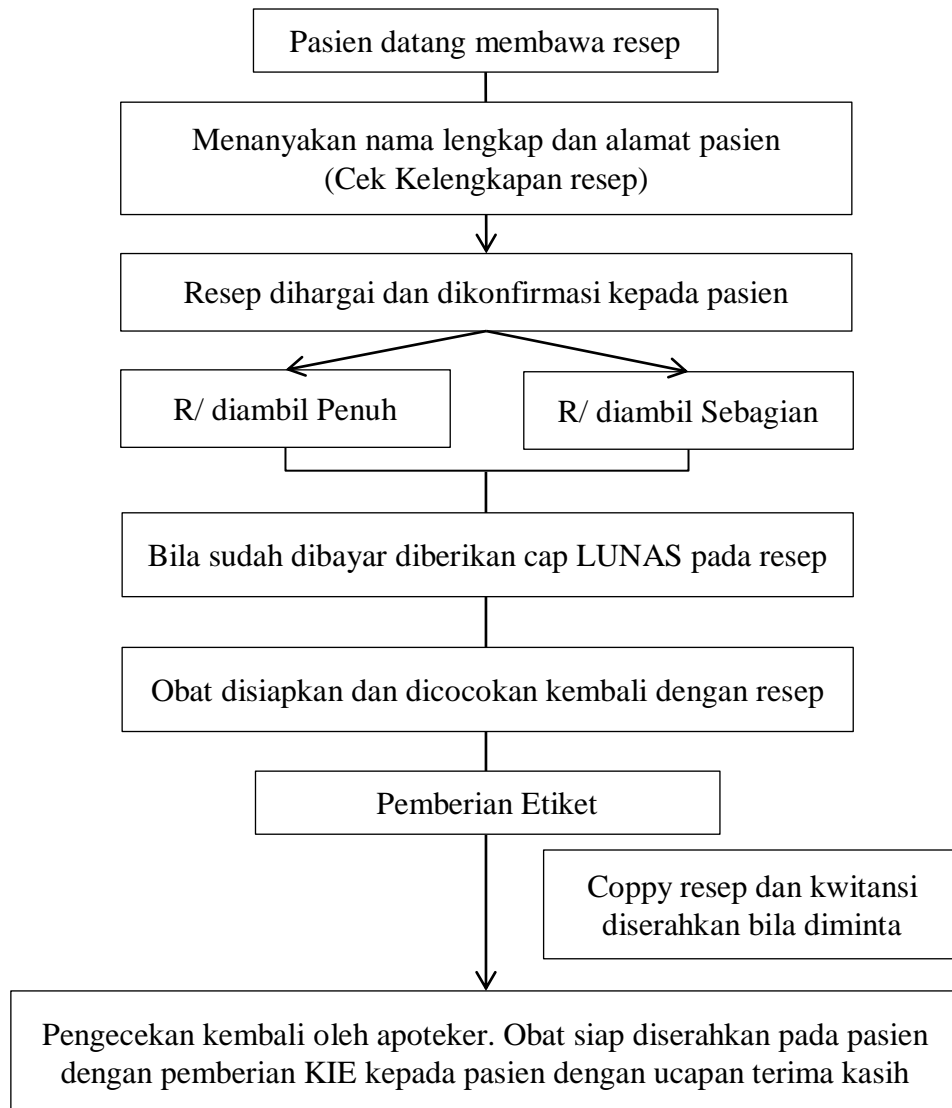 Pasien datang membawa resep
Menanyakan nama lengkap dan alamat pasien
(Cek Kelengkapan resep)
Resep dihargai dan dikonfirmasi kepada pasien
R/ diambil Penuh
R/ diambil Sebagian
Bila sudah dibayar diberikan cap LUNAS pada resep
Obat disiapkan dan dicocokan kembali dengan resep
Pemberian Etiket
Coppy resep dan kwitansi
diserahkan bila diminta
Pengecekan kembali oleh apoteker. Obat siap diserahkan pada pasien
dengan pemberian KIE kepada pasien dengan ucapan terima kasih